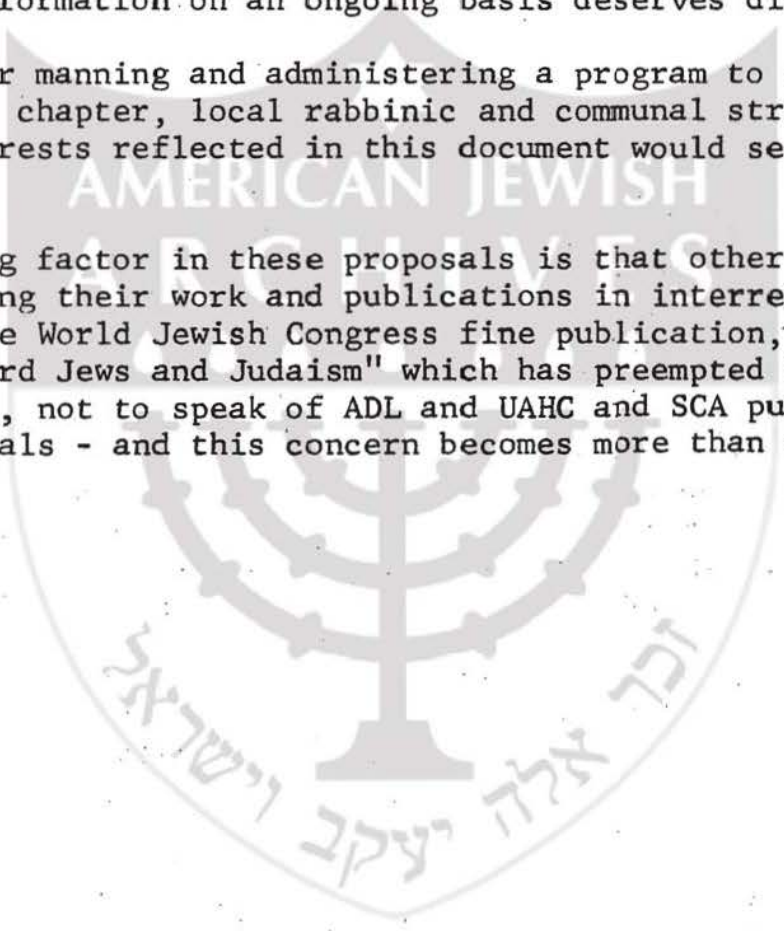 formation on an ongoing basis deserves di
r manning and administering a program to
chapter, local rabbinic and communal str
rests reflected in this document would se
AMERICAN JEWISH
ARCHIVES
g factor in these proposals is that other
ng their work and publications in interre
e World Jewish Congress fine publication,
rd Jews and Judaism" which has preempted
, not to speak of ADL and UAHC and SCA pu
als - and this concern becomes more than
זכר אלה יעקב וישראל